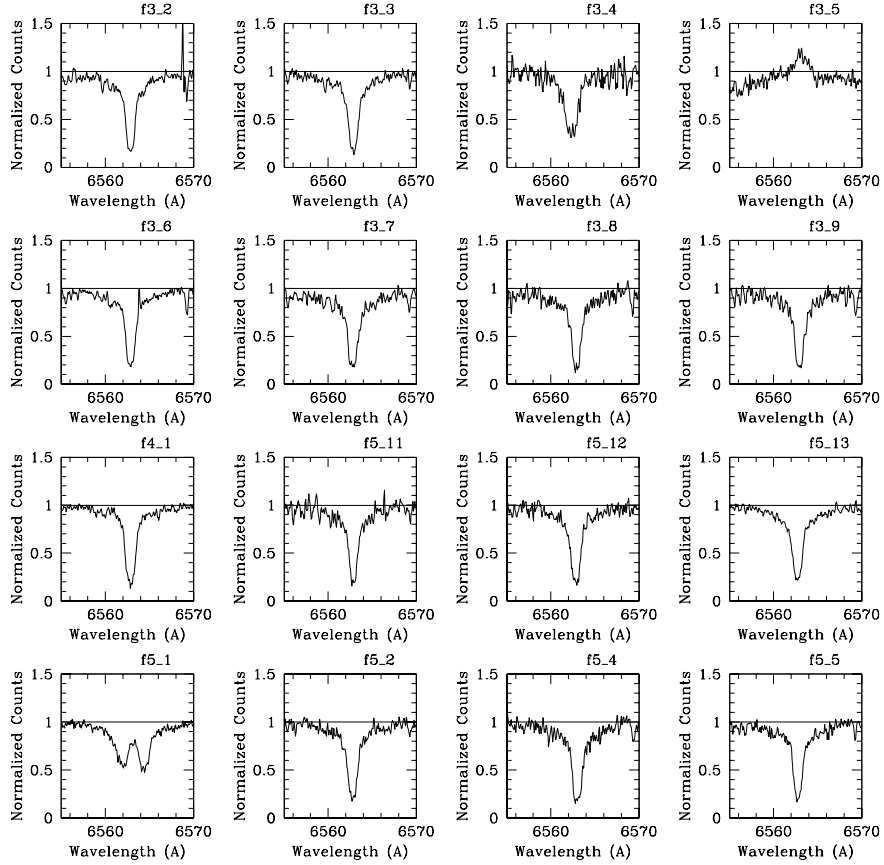 f3_2 f3_3 f3_4 f3_5
Normalized Counts Normalized Counts Normalized Counts Normalized Counts
1.5 1.5 1.5 1.5
1 1 1 1
0.5 0.5 0.5 0.5
0 0 0 0
6560 6570 6560 6570 6560 6570 6560 6570
Wavelength (A) Wavelength (A) Wavelength (A) Wavelength (A)
f3_6 f3_7 f3_8 f3_9
Normalized Counts Normalized Counts Normalized Counts Normalized Counts
1.5 1.5 1.5 1.5
1 1 1 1
0.5 0.5 0.5 0.5
0 0 0 0
6560 6570 6560 6570 6560 6570 6560 6570
Wavelength (A) Wavelength (A) Wavelength (A) Wavelength (A)
f4_1 f5_11 f5_12 f5_13
Normalized Counts Normalized Counts Normalized Counts Normalized Counts
1.5 1.5 1.5 1.5
1 1 1 1
0.5 0.5 0.5 0.5
0 0 0 0
6560 6570 6560 6570 6560 6570 6560 6570
Wavelength (A) Wavelength (A) Wavelength (A) Wavelength (A)
f5_1 f5_2 f5_4 f5_5
Normalized Counts Normalized Counts Normalized Counts Normalized Counts
1.5 1.5 1.5 1.5
1 1 1 1
0.5 0.5 0.5 0.5
0 0 0 0
6560 6570 6560 6570 6560 6570 6560 6570
Wavelength (A) Wavelength (A) Wavelength (A) Wavelength (A)